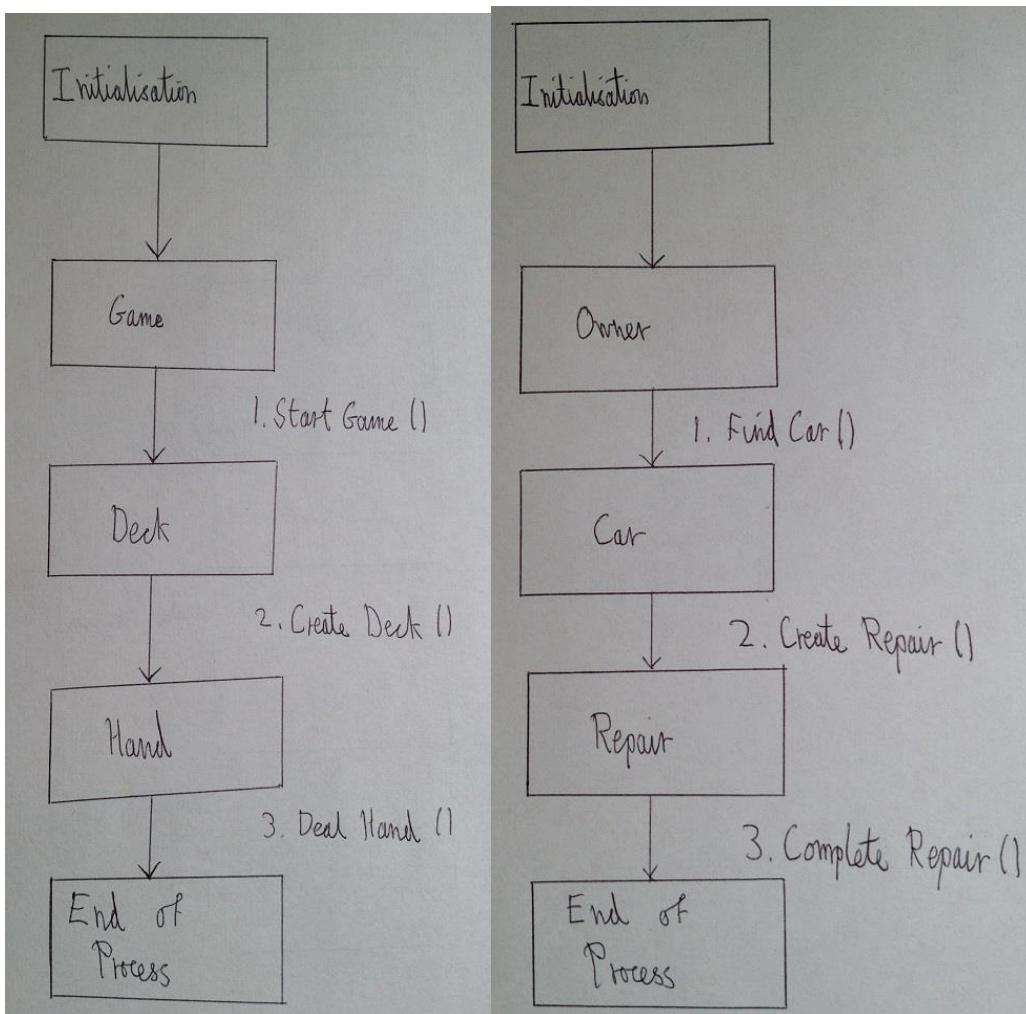 Initialisation
Game
1. Start Game ()
Deck
2. Create Deck ()
Hand
3. Deal Hand ()
End of
Process
Initialisation
Owner
1. Find Car ()
Car
2. Create Repair ()
Repair
3. Complete Repair ()
End of
Process